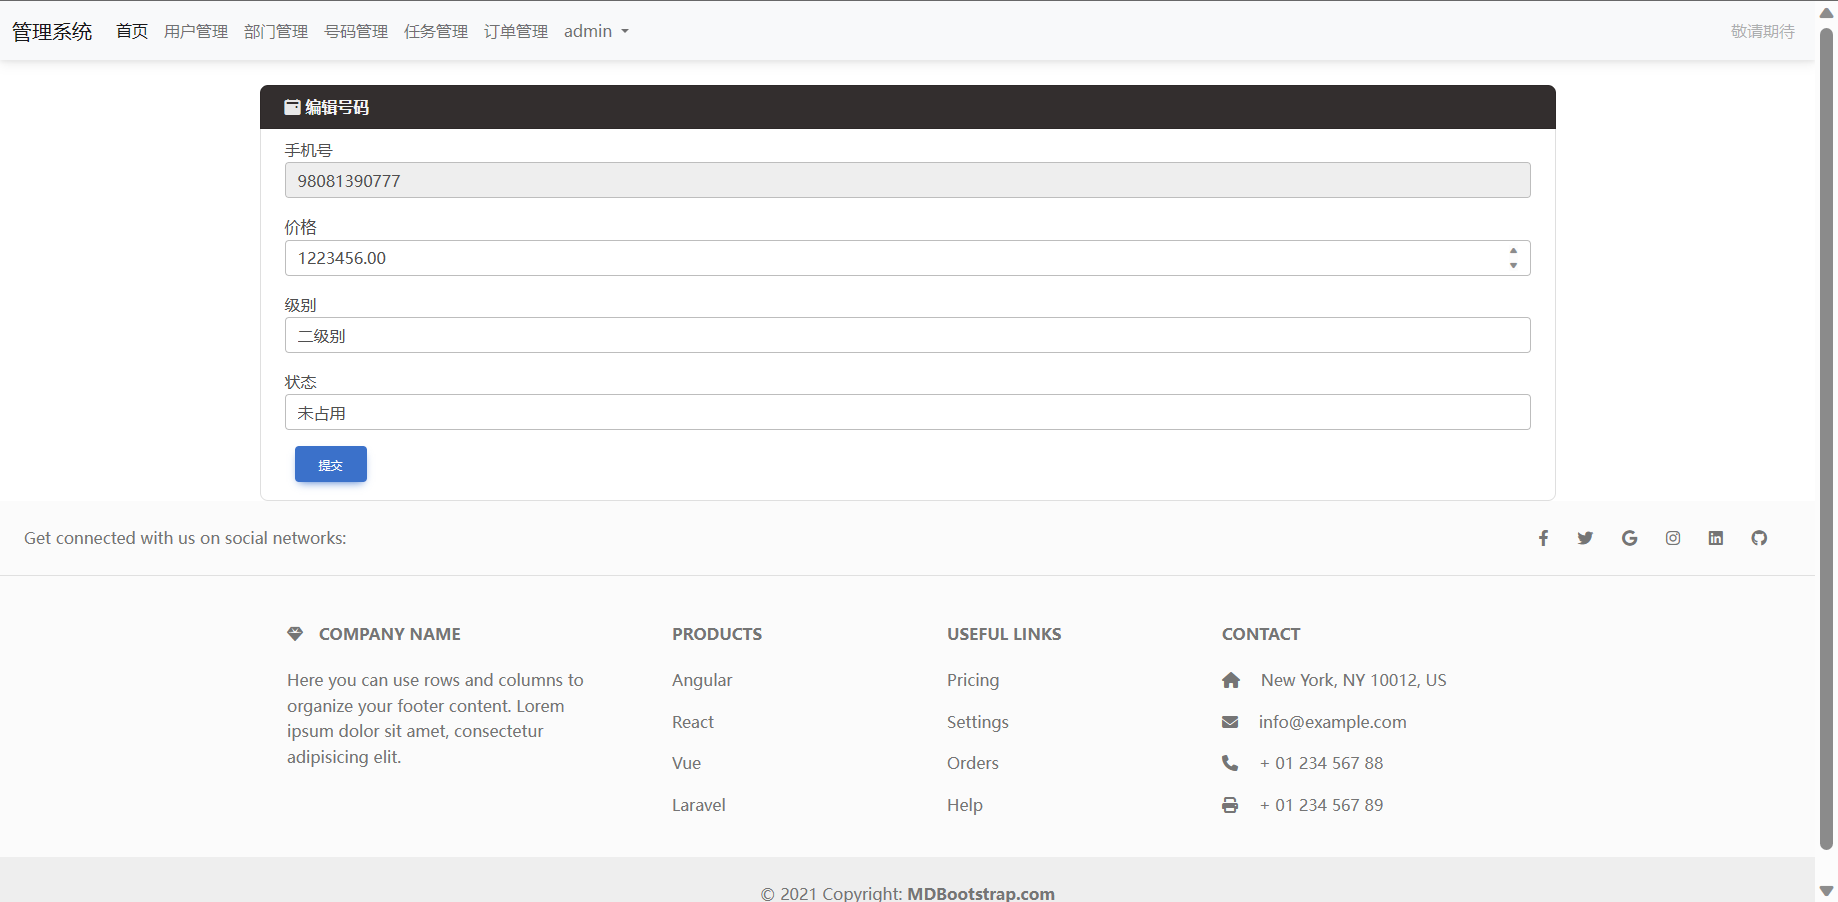 管理系统 首页 用户管理 部门管理 号码管理 任务管理 订单管理 admin 敬请期待
编辑号码
手机号
98081390777
价格
1223456.00
级别
二级别
状态
未占用
提交
Get connected with us on social networks:
COMPANY NAME
Here you can use rows and columns to
organize your footer content. Lorem
ipsum dolor sit amet, consectetur
adipisicing elit.
PRODUCTS
Angular
React
Vue
Laravel
USEFUL LINKS
Pricing
Settings
Orders
Help
CONTACT
New York, NY 10012, US
info@example.com
+ 01 234 567 88
+ 01 234 567 89
© 2021 Copyright: MDBootstrap.com